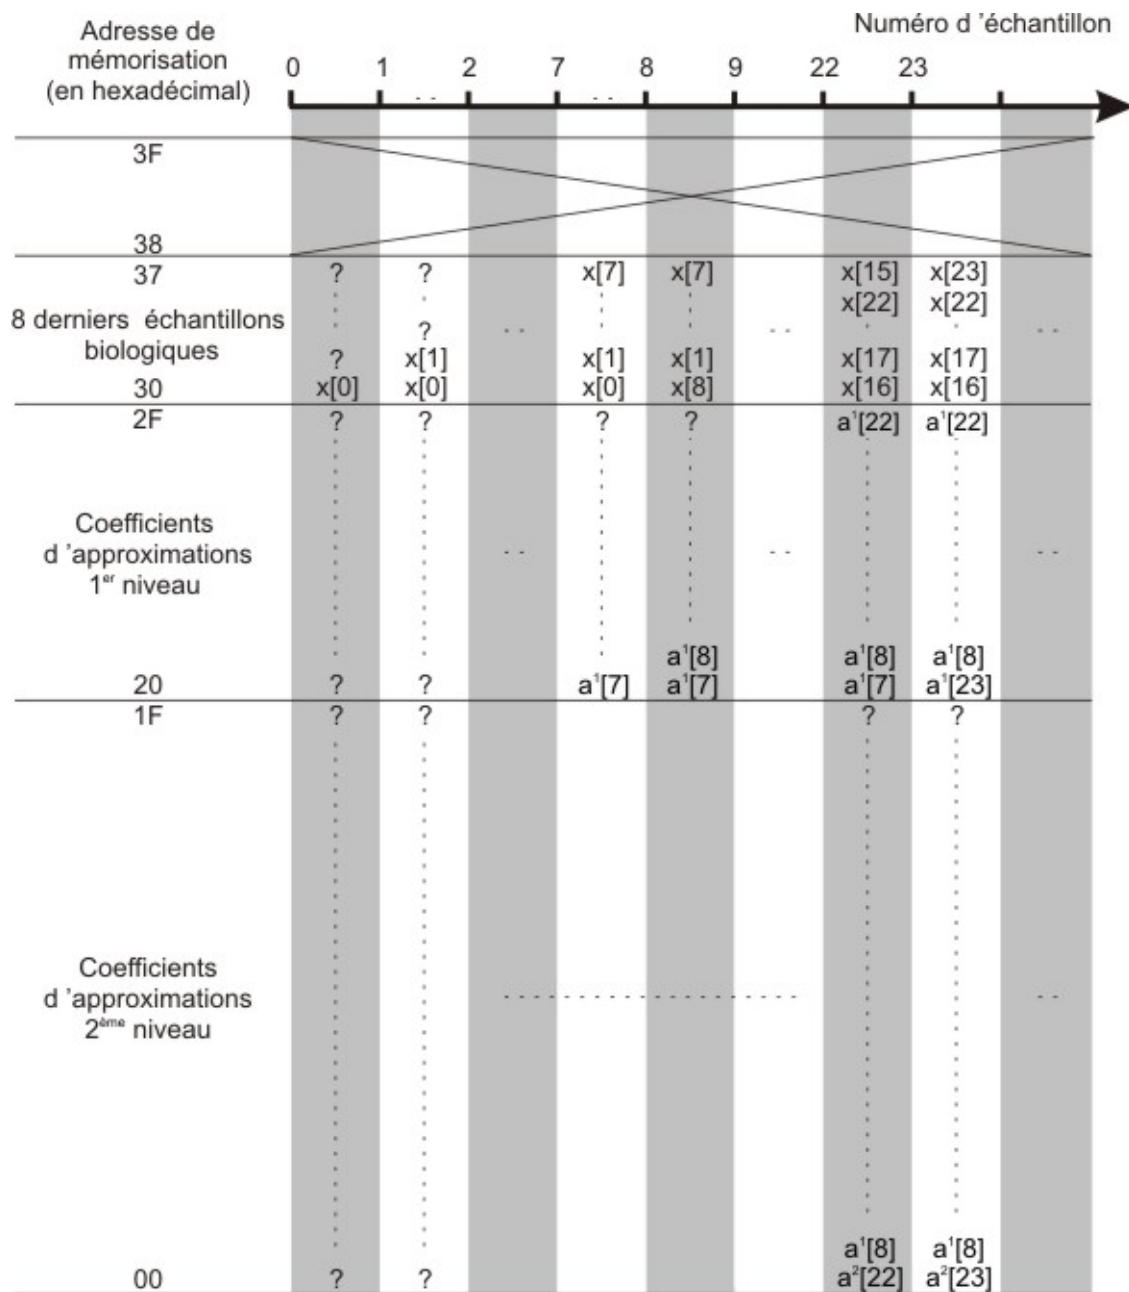 Adresse de mémorisation (en hexadécimal)
Numéro d ’échantillon
0 1 2 7 8 9 22 23
3F
38
37 ? ? x[7] x[7] x[15] x[23]
x[22] x[22]
8 derniers échantillons biologiques
?
? x[1] x[1] x[1] x[17] x[17]
30 x[0] x[0] x[0] x[8] x[16] x[16]
2F ? ? ? ? a¹[22] a¹[22]
Coefficients
d ’approximations
1er niveau
a¹[8] a¹[8] a¹[8]
20 ? ? a¹[7] a¹[7] a¹[7] a¹[23]
1F ? ? ? ?
Coefficients
d ’approximations
2ème niveau
a¹[8] a¹[8]
00 ? ? a²[22] a²[23]